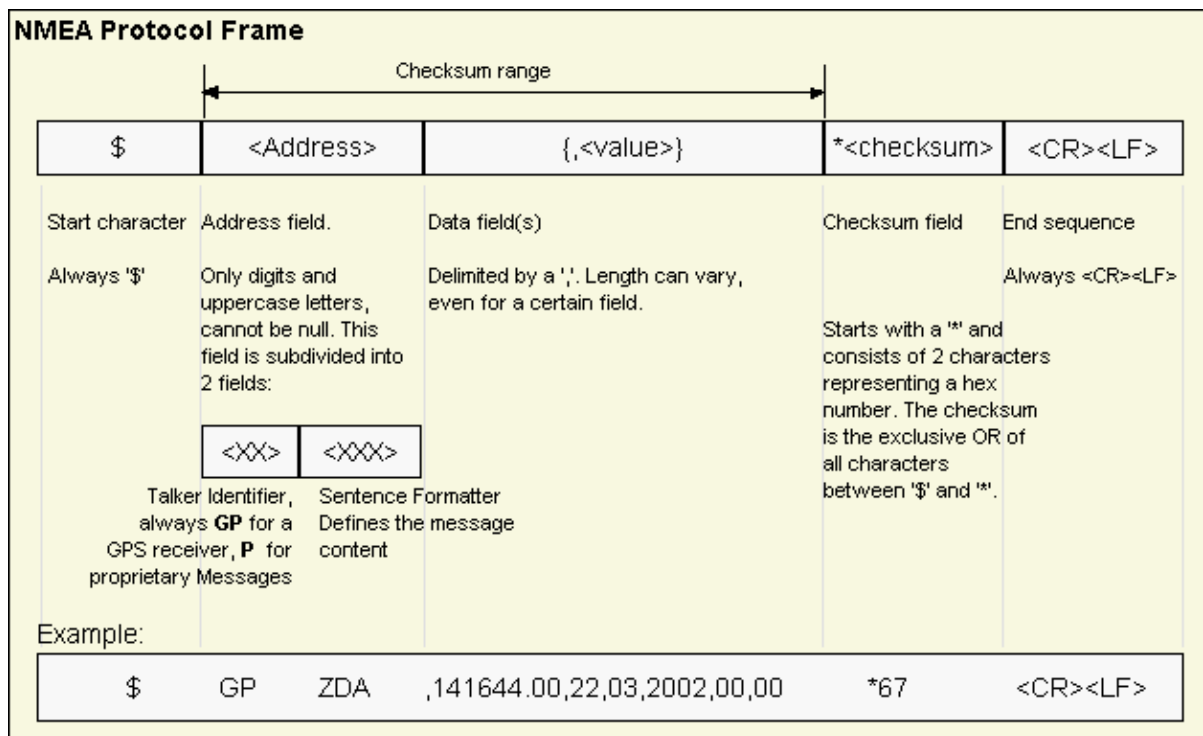 NMEA Protocol Frame
Checksum range
$ <Address> {,<value>} *<checksum> <CR><LF>
Start character
Always '$'
Address field.
Only digits and
uppercase letters,
cannot be null. This
field is subdivided into
2 fields:
<XX> <XXX>
Talker Identifier,
always GP for a
GPS receiver, P for
proprietary Messages
Sentence Formatter
Defines the message
content
Data field(s)
Delimited by a ','. Length can vary,
even for a certain field.
Checksum field
Starts with a '*' and
consists of 2 characters
representing a hex
number. The checksum
is the exclusive OR of
all characters
between '$' and '*'.
End sequence
Always <CR><LF>
Example:
$ GP ZDA ,141644.00,22,03,2002,00,00 *67 <CR><LF>